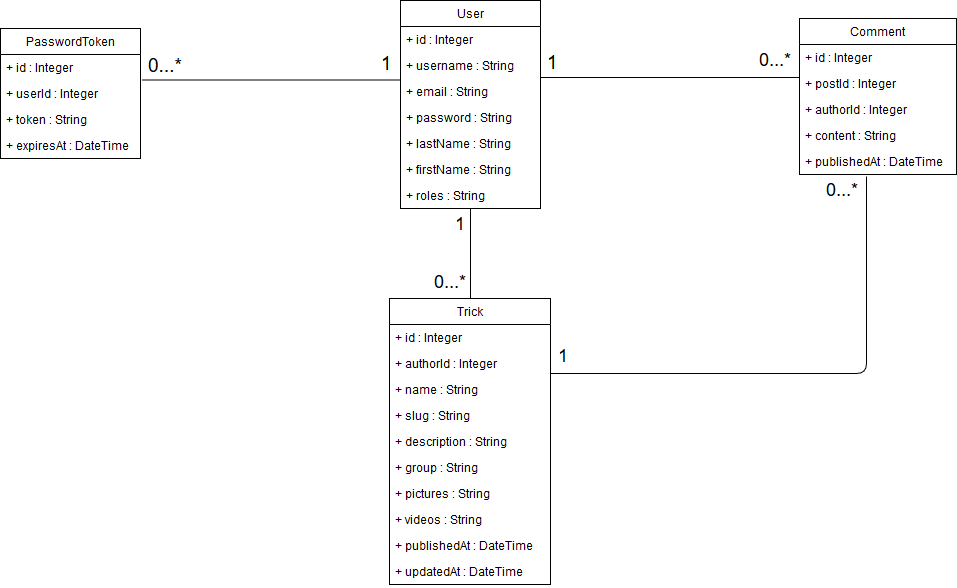 PasswordToken
+ id : Integer
+ userId : Integer
+ token : String
+ expiresAt : DateTime
0...*
1
User
+ id : Integer
+ username : String
+ email : String
+ password : String
+ lastName : String
+ firstName : String
+ roles : String
1
0...*
Comment
+ id : Integer
+ postId : Integer
+ authorId : Integer
+ content : String
+ publishedAt : DateTime
0...*
1
0...*
Trick
+ id : Integer
+ authorId : Integer
+ name : String
+ slug : String
+ description : String
+ group : String
+ pictures : String
+ videos : String
+ publishedAt : DateTime
+ updatedAt : DateTime
1